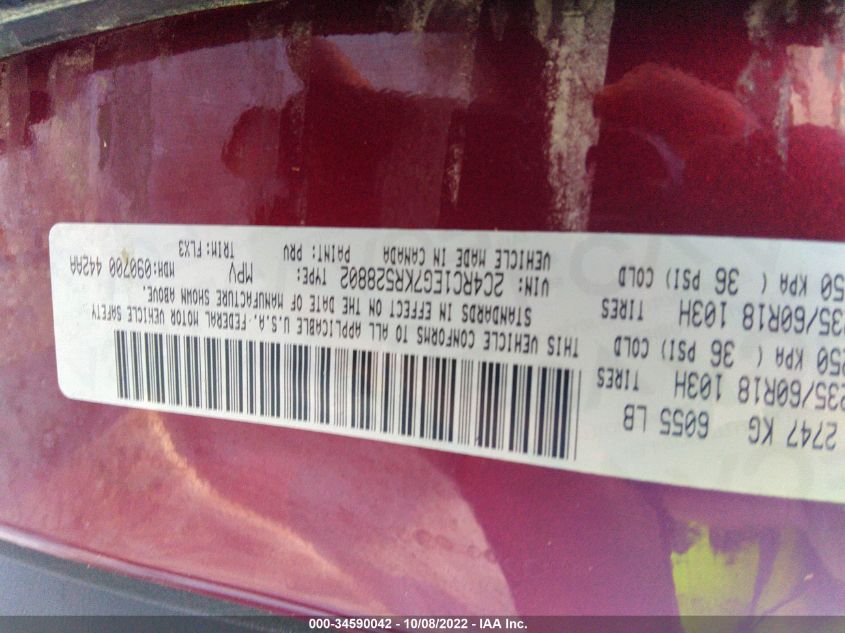 2747 KG 6055 LB
235/60R18 103H TIRES
250 KPA ( 36 PSI) COLD
235/60R18 103H TIRES
50 KPA ( 36 PSI) COLD
THIS VEHICLE CONFORMS TO ALL APPLICABLE U.S.A. FEDERAL MOTOR VEHICLE SAFETY
STANDARDS IN EFFECT ON THE DATE OF MANUFACTURE SHOWN ABOVE.
VIN: 2C4RC1EG7KR528802 TYPE: MPV MDH:090700 442AA
VEHICLE MADE IN CANADA PAINT: PRV TRIM:FLX3
000-34590042 - 10/08/2022 - IAA Inc.